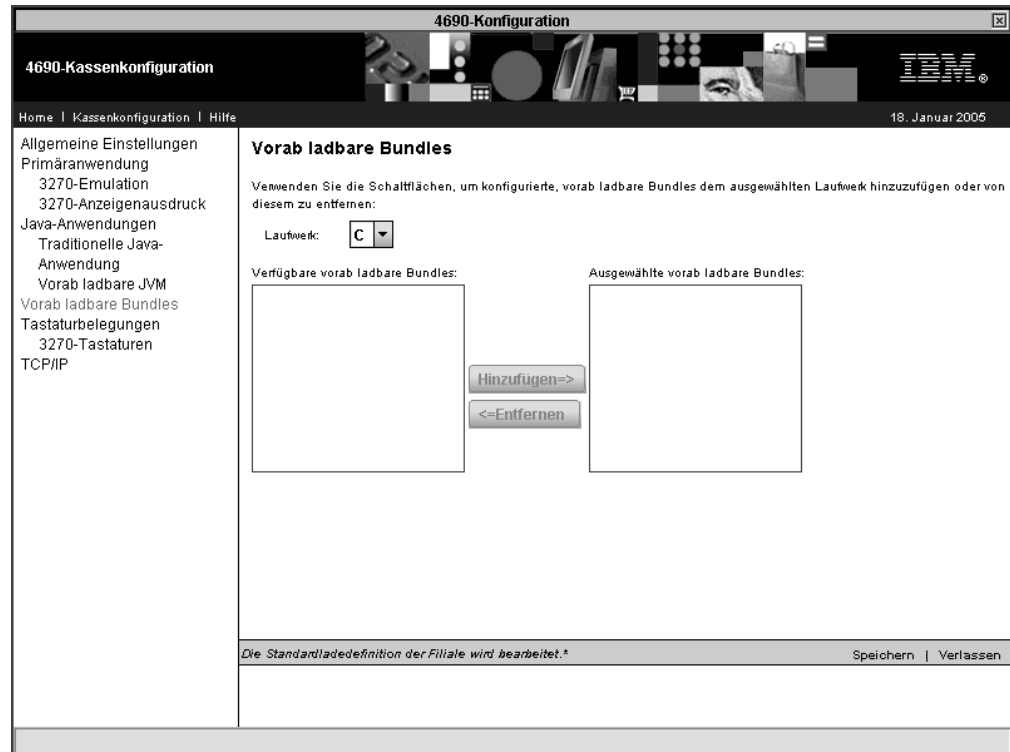 4690-Konfiguration
4690-Kassenkonfiguration
IBM®
Home | Kassenkonfiguration | Hilfe
18. Januar 2005
Allgemeine Einstellungen
Primäranwendung
3270-Emulation
3270-Anzeigenausdruck
Java-Anwendungen
Traditionelle Java-
Anwendung
Vorab ladbare JVM
Vorab ladbare Bundles
Tastaturbelegungen
3270-Tastaturen
TCP/IP
Vorab ladbare Bundles
Verwenden Sie die Schaltflächen, um konfigurierte, vorab ladbare Bundles dem ausgewählten Laufwerk hinzuzufügen oder von
diesem zu entfernen:
Laufwerk: C
Verfügbare vorab ladbare Bundles:
Ausgewählte vorab ladbare Bundles:
Hinzufügen=>
<=Entfernen
Die Standardladedefinition der Filiale wird bearbeitet.*
Speichern | Verlassen